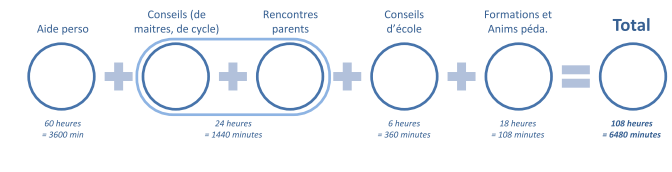 Aide perso
Conseils (de
maitres, de cycle)
Rencontres
parents
Conseils
d'école
Formations et
Anims péda.
Total
60 heures
= 3600 min
24 heures
= 1440 minutes
6 heures
= 360 minutes
18 heures
= 108 minutes
108 heures
= 6480 minutes